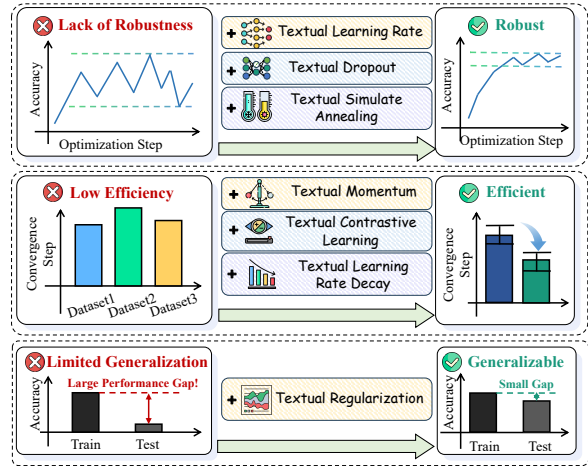 Lack of Robustness
Accuracy
Optimization Step
+ Textual Learning Rate
+ Textual Dropout
+ Textual Simulate
Annealing
Robust
Accuracy
Optimization Step
Low Efficiency
Convergence
Step
Dataset1
Dataset2
Dataset3
+ Textual Momentum
+ Textual Contrastive
Learning
+ Textual Learning
Rate Decay
Efficient
Convergence
Step
Limited Generalization
Accuracy
Large Performance Gap!
Train Test
+ Textual Regularization
Generalizable
Accuracy
Small Gap
Train Test